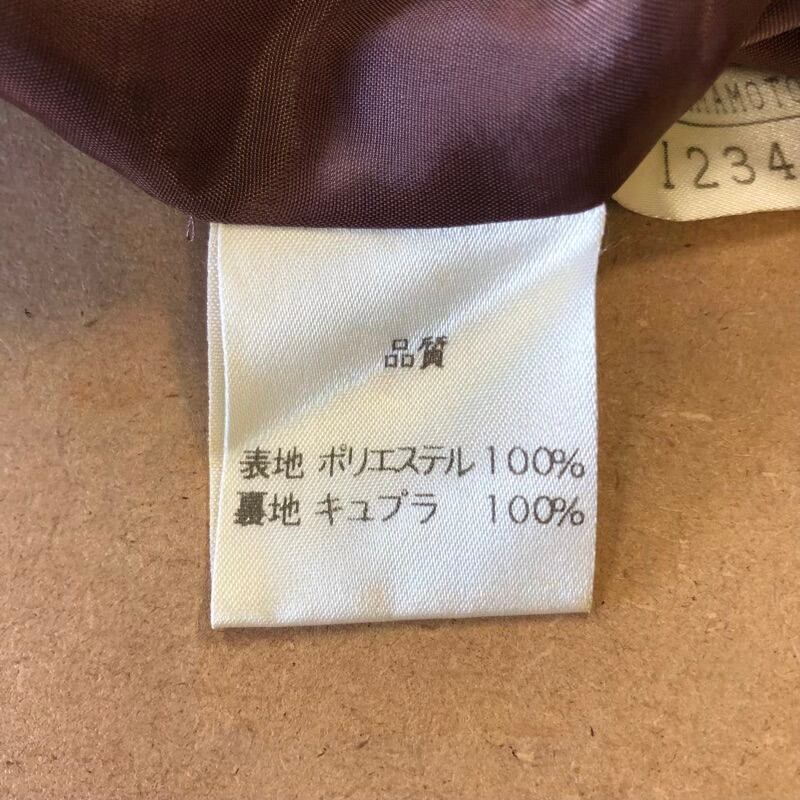 1234
品質
表地 ポリエステル 100%
裏地 キュプラ 100%